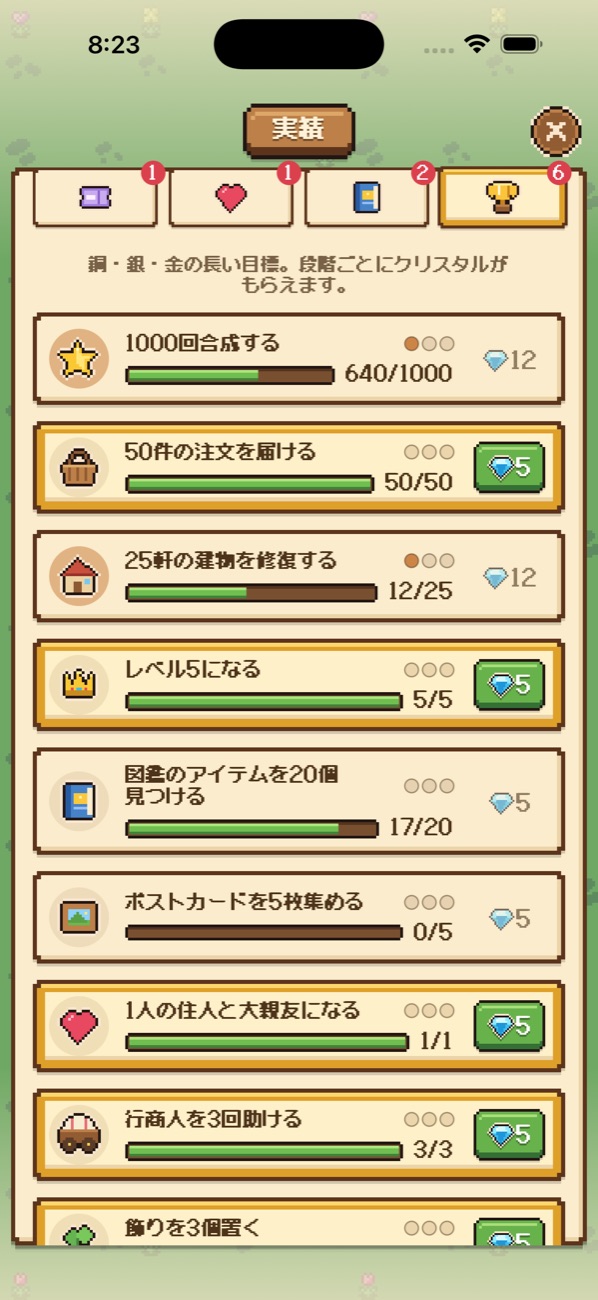 8:23
実績
1
1
2
6
銅・銀・金の長い目標。段階ごとにクリスタルが
もらえます。
1000回合成する
640/1000
12
50件の注文を届ける
50/50
5
25軒の建物を修復する
12/25
12
レベル5になる
5/5
5
図鑑のアイテムを20個
見つける
17/20
5
ポストカードを5枚集める
0/5
5
1人の住人と大親友になる
1/1
5
行商人を3回助ける
3/3
5
飾りを3個置く
5